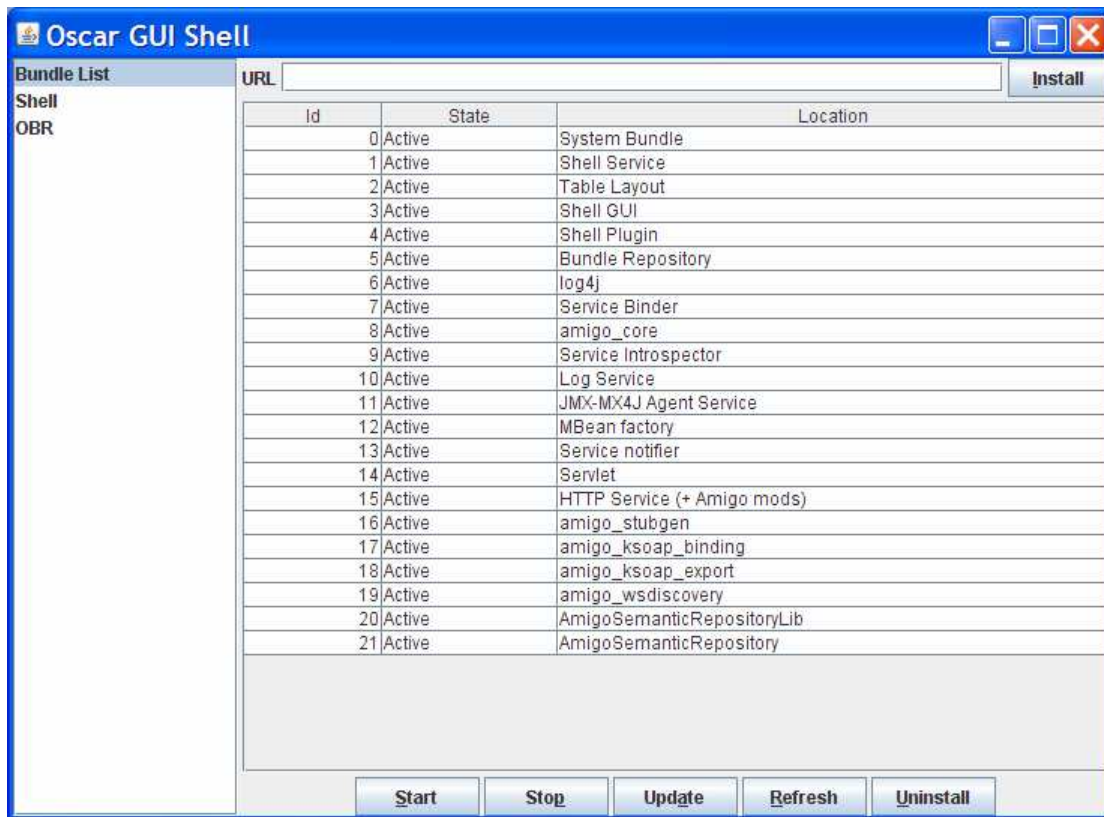 Oscar GUI Shell
Bundle List
Shell
OBR
URL Install
Id State Location
0 Active System Bundle
1 Active Shell Service
2 Active Table Layout
3 Active Shell GUI
4 Active Shell Plugin
5 Active Bundle Repository
6 Active log4j
7 Active Service Binder
8 Active amigo_core
9 Active Service Introspector
10 Active Log Service
11 Active JMX-MX4J Agent Service
12 Active MBean factory
13 Active Service notifier
14 Active Servlet
15 Active HTTP Service (+ Amigo mods)
16 Active amigo_stubgen
17 Active amigo_ksoap_binding
18 Active amigo_ksoap_export
19 Active amigo_wsdiscovery
20 Active AmigoSemanticRepositoryLib
21 Active AmigoSemanticRepository
Start Stop Update Refresh Uninstall